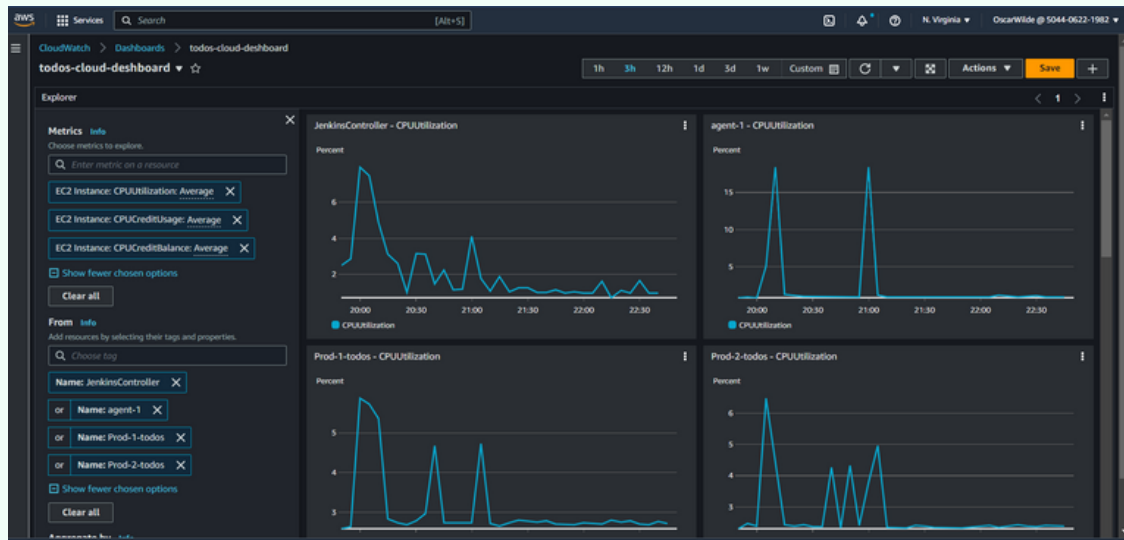 aws
Services
Search
[Alt+S]
N. Virginia
OscarWilde @ 5044-0622-1982
CloudWatch > Dashboards > todos-cloud-deshboard
todos-cloud-deshboard
1h 3h 12h 1d 3d 1w Custom
Actions
Save
Explorer
< 1 >
Metrics Info
Choose metrics to explore.
Enter metric on a resource
EC2 Instance: CPUUtilization: Average
EC2 Instance: CPUCreditUsage: Average
EC2 Instance: CPUCreditBalance: Average
Show fewer chosen options
Clear all
From Info
Add resources by selecting their tags and properties.
Choose tag
Name: JenkinsController
or Name: agent-1
or Name: Prod-1-todos
or Name: Prod-2-todos
Show fewer chosen options
Clear all
Aggregate by Info
JenkinsController - CPUUtilization
Percent
6
4
2
20:00 20:30 21:00 21:30 22:00 22:30
CPUUtilization
agent-1 - CPUUtilization
Percent
15
10
5
20:00 20:30 21:00 21:30 22:00 22:30
CPUUtilization
Prod-1-todos - CPUUtilization
Percent
5
4
3
Prod-2-todos - CPUUtilization
Percent
6
5
4
3